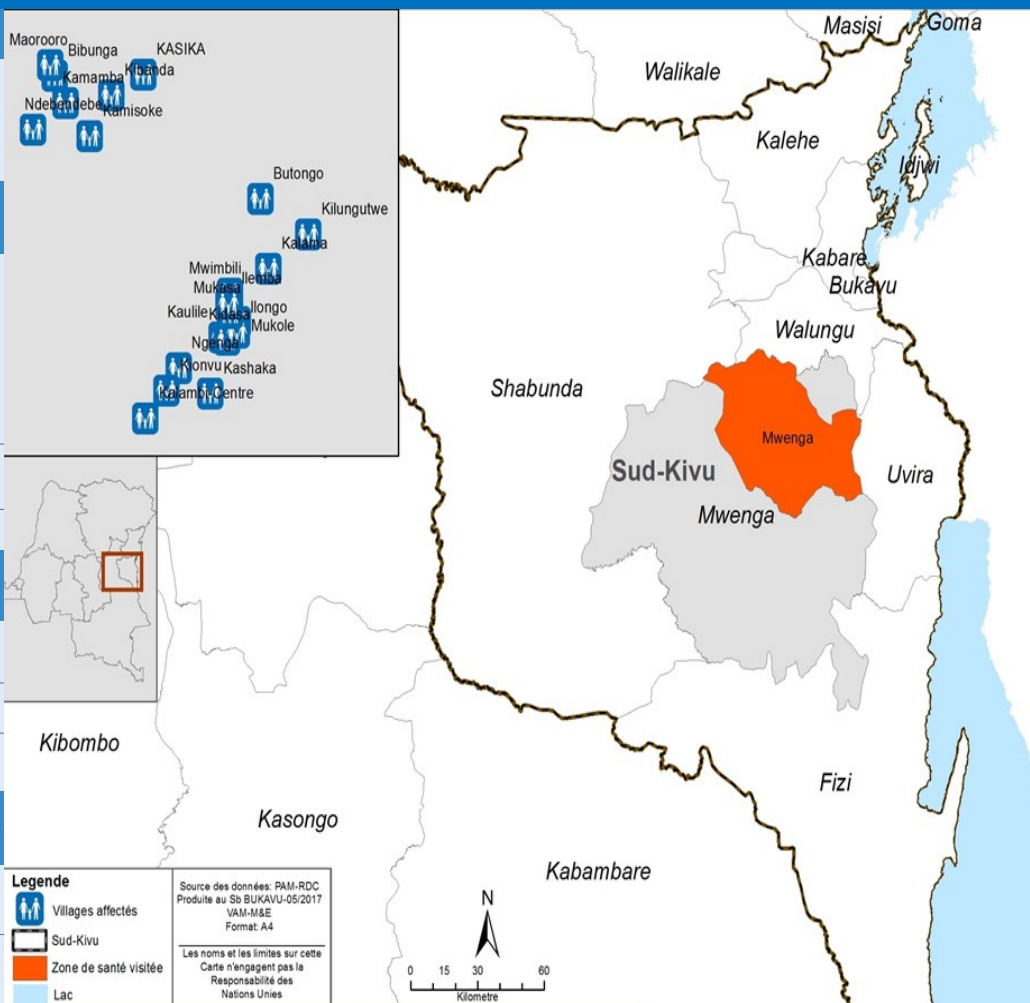 Maorooro
Bibunga
KASIKA
Kamamba
Kibanda
Ndebendebe
Kamisoke
Butongo
Kilungutwe
Kalama
Mwimbili
Ilemba
Mukasa
Kaulile
Kidasa
Ilongo
Mukole
Ngenga
Kionvu
Kashaka
Kalambi-Centre
Masisi
Goma
Walikale
Kalehe
Idjwi
Kabare
Bukavu
Walungu
Shabunda
Mwenga
Sud-Kivu
Mwenga
Uvira
Kibombo
Kasongo
Kabambare
Fizi
Legende
Villages affectés
Sud-Kivu
Zone de santé visitée
Lac
Source des données: PAM-RDC
Produite au Sb BUKAVU-05/2017
VAM-M&E
Format: A4
Les noms et les limites sur cette
Carte n'engagent pas la
Responsabilité des
Nations Unies
N
0 15 30 60
Kilometre